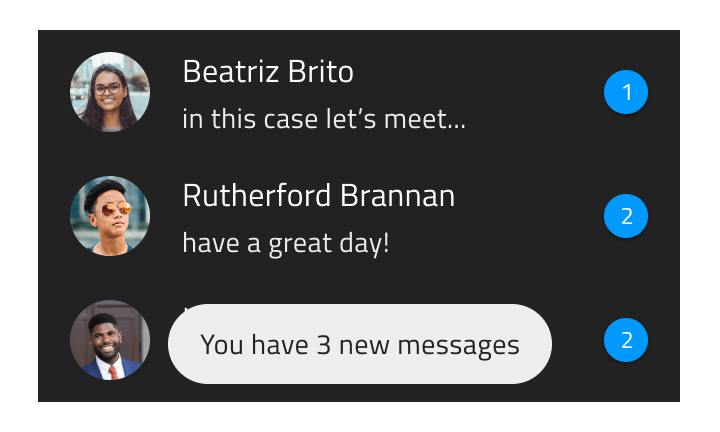 Beatriz Brito
1
in this case let's meet...
Rutherford Brannan
2
have a great day!
You have 3 new messages
2